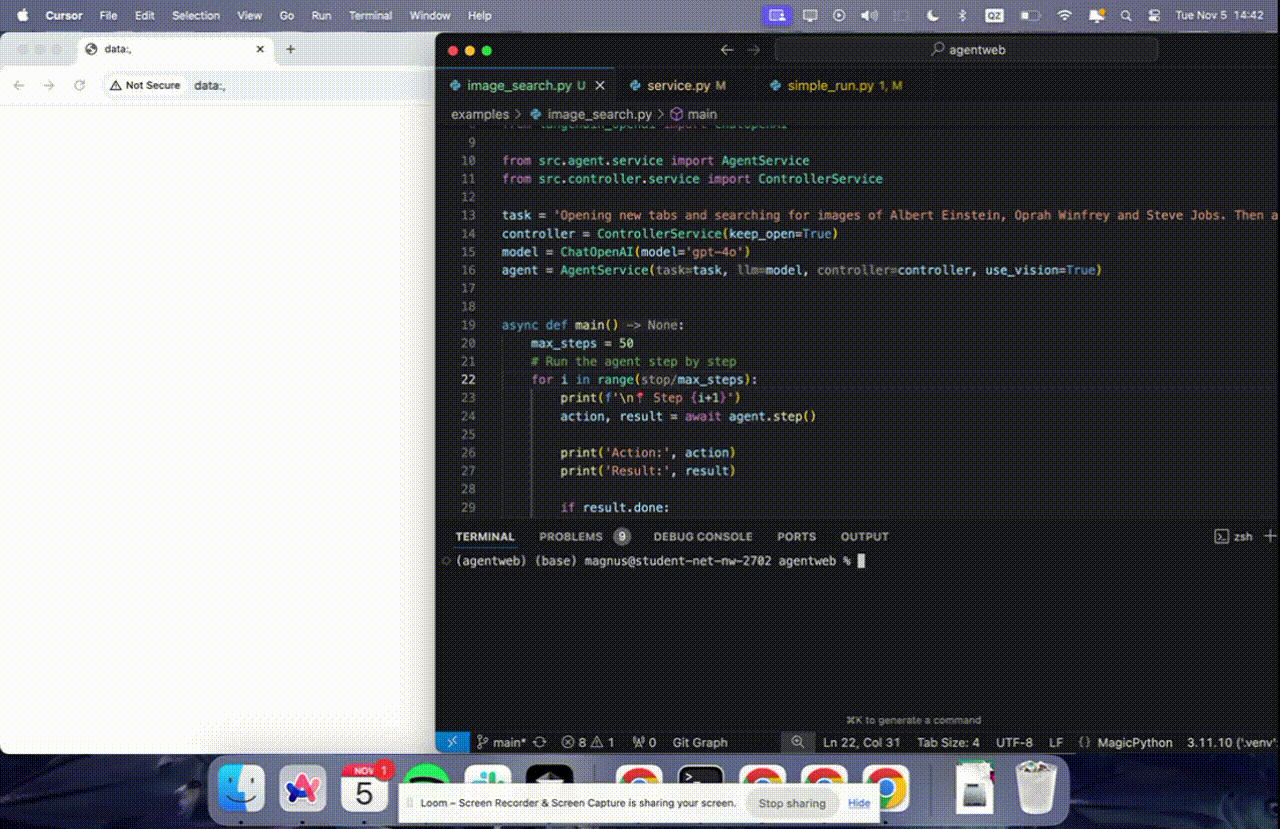 Cursor File Edit Selection View Go Run Terminal Window Help QZ Tue Nov 5 14:42
data:,
Not Secure data:,
agentweb
image_search.py U service.py M simple_run.py 1, M
examples > image_search.py > main
from langchain_openai import ChatOpenAI
9
10 from src.agent.service import AgentService
11 from src.controller.service import ControllerService
12
13 task = 'Opening new tabs and searching for images of Albert Einstein, Oprah Winfrey and Steve Jobs. Then a
14 controller = ControllerService(keep_open=True)
15 model = ChatOpenAI(model='gpt-4o')
16 agent = AgentService(task=task, llm=model, controller=controller, use_vision=True)
17
18
19 async def main() -> None:
20 max_steps = 50
21 # Run the agent step by step
22 for i in range(stop/max_steps):
23 print(f'\n📍 Step {i+1}')
24 action, result = await agent.step()
25
26 print('Action:', action)
27 print('Result:', result)
28
29 if result.done:
TERMINAL PROBLEMS 9 DEBUG CONSOLE PORTS OUTPUT zsh
(agentweb) (base) magnus@student-net-nw-2702 agentweb %
⌘K to generate a command
main* 8 1 0 Git Graph Ln 22, Col 31 Tab Size: 4 UTF-8 LF {} MagicPython 3.11.10 ('.venv'
NOV 1
5
Loom – Screen Recorder & Screen Capture is sharing your screen. Stop sharing Hide